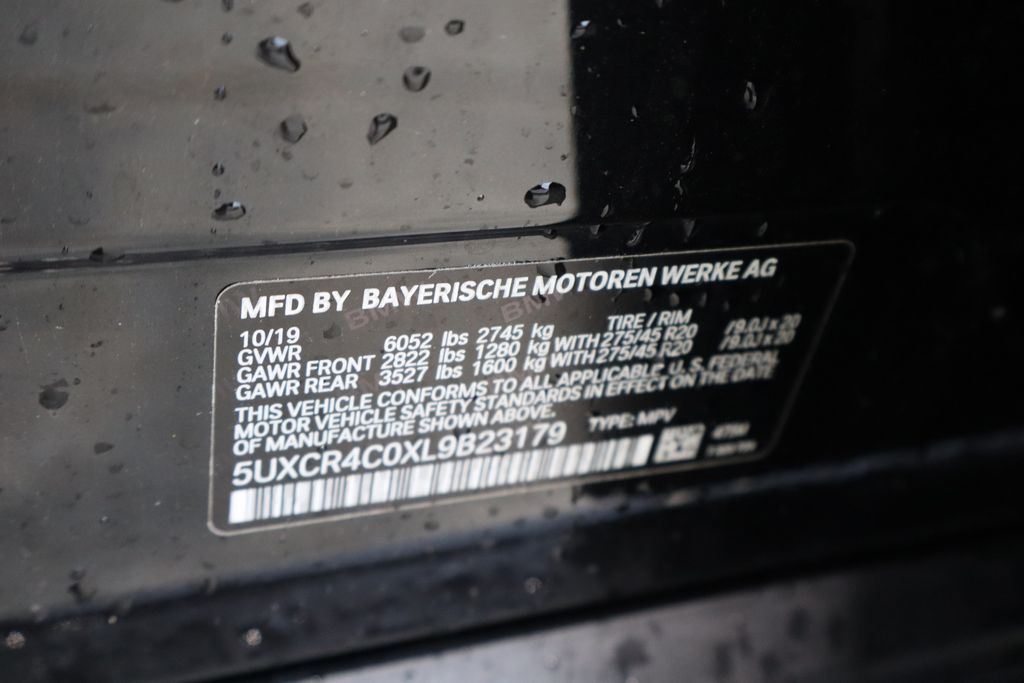 MFD BY BAYERISCHE MOTOREN WERKE AG
10/19 TIRE / RIM
GVWR 6052 lbs 2745 kg
GAWR FRONT 2822 lbs 1280 kg WITH 275/45 R20 /9.0J x 20
GAWR REAR 3527 lbs 1600 kg WITH 275/45 R20 /9.0J x 20
THIS VEHICLE CONFORMS TO ALL APPLICABLE U.S. FEDERAL
MOTOR VEHICLE SAFETY STANDARDS IN EFFECT ON THE DATE
OF MANUFACTURE SHOWN ABOVE.
5UXCR4C0XL9B23179 TYPE: MPV